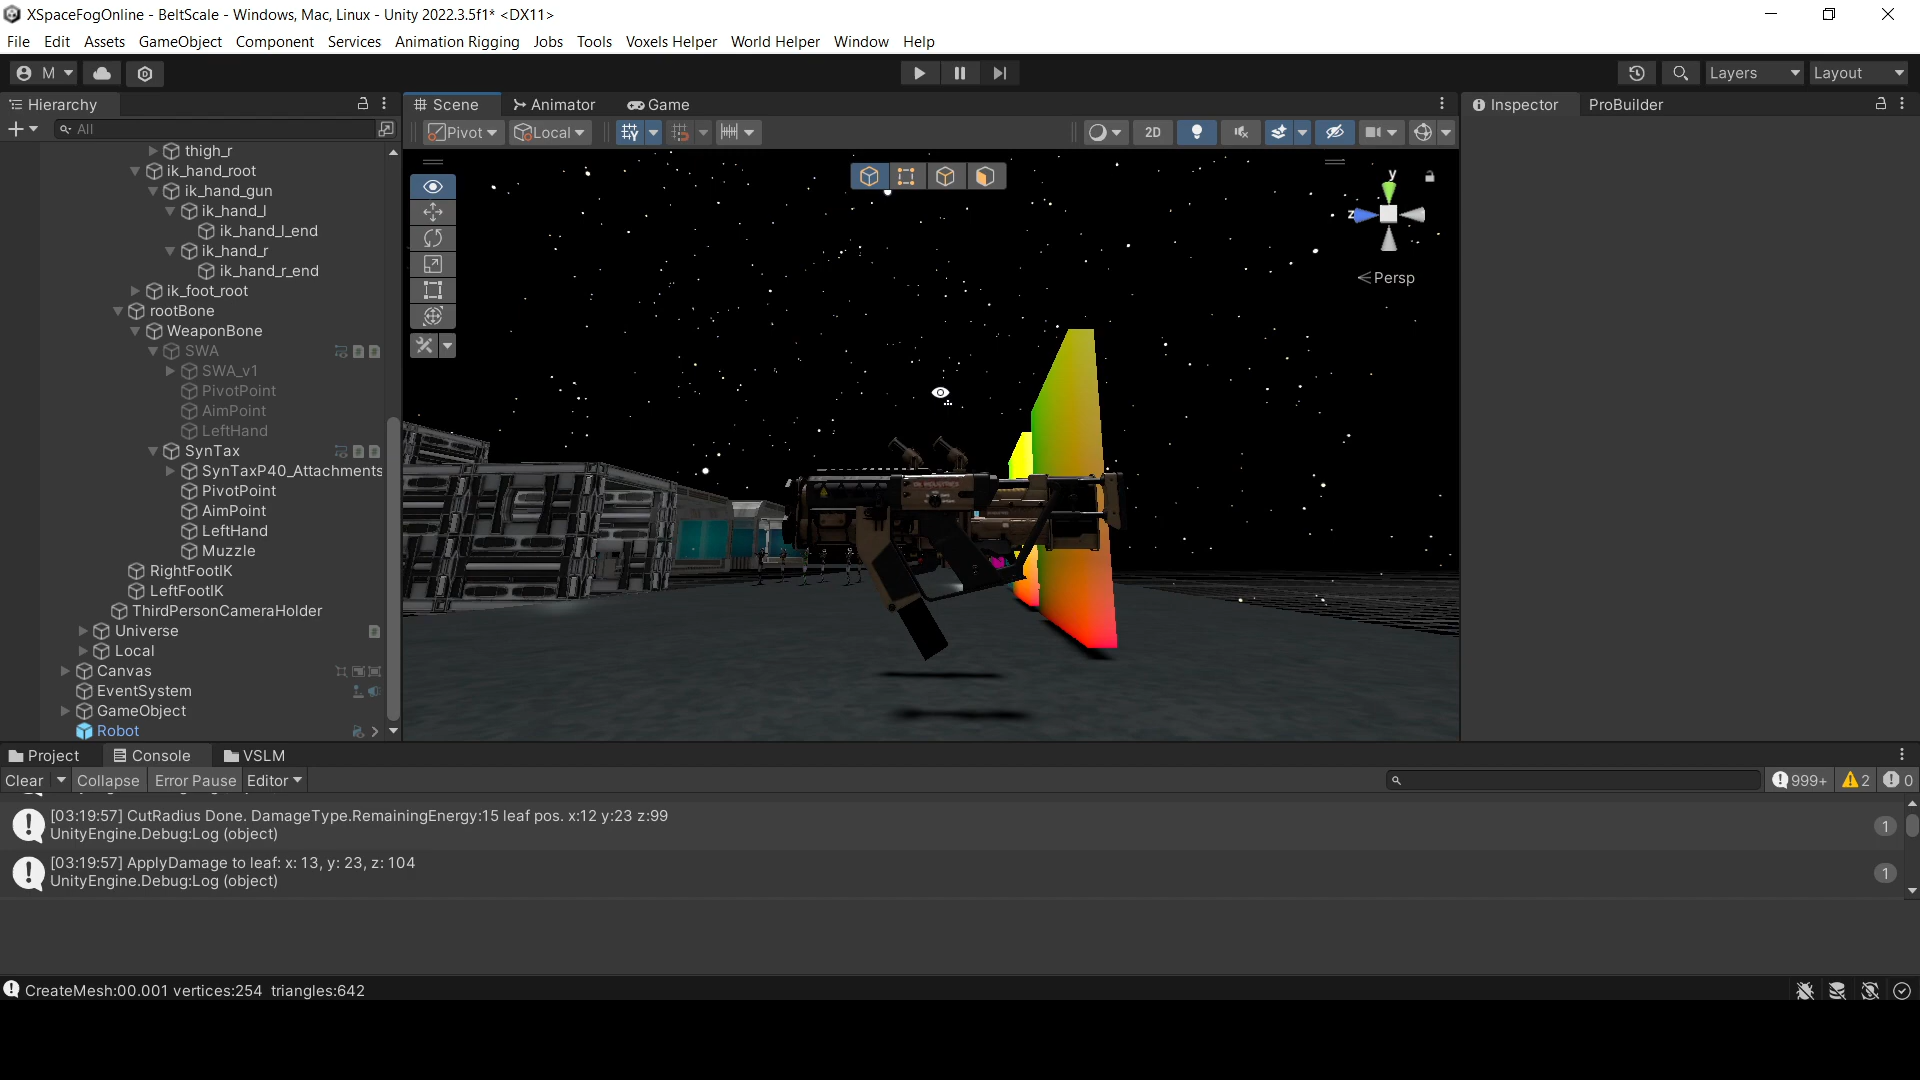 XSpaceFogOnline - BeltScale - Windows, Mac, Linux - Unity 2022.3.5f1* <DX11>
File Edit Assets GameObject Component Services Animation Rigging Jobs Tools Voxels Helper World Helper Window Help
M Layers Layout
Hierarchy
All
thigh_r
ik_hand_root
ik_hand_gun
ik_hand_l
ik_hand_l_end
ik_hand_r
ik_hand_r_end
ik_foot_root
rootBone
WeaponBone
SWA
SWA_v1
PivotPoint
AimPoint
LeftHand
SynTax
SynTaxP40_Attachments
PivotPoint
AimPoint
LeftHand
Muzzle
RightFootIK
LeftFootIK
ThirdPersonCameraHolder
Universe
Local
Canvas
EventSystem
GameObject
Robot
Scene Animator Game
Pivot Local 2D
y
z
Persp
Inspector ProBuilder
Project Console VSLM
Clear Collapse Error Pause Editor 999+ 2 0
[03:19:57] CutRadius Done. DamageType.RemainingEnergy:15 leaf pos. x:12 y:23 z:99
UnityEngine.Debug:Log (object)
1
[03:19:57] ApplyDamage to leaf: x: 13, y: 23, z: 104
UnityEngine.Debug:Log (object)
1
CreateMesh:00.001 vertices:254 triangles:642